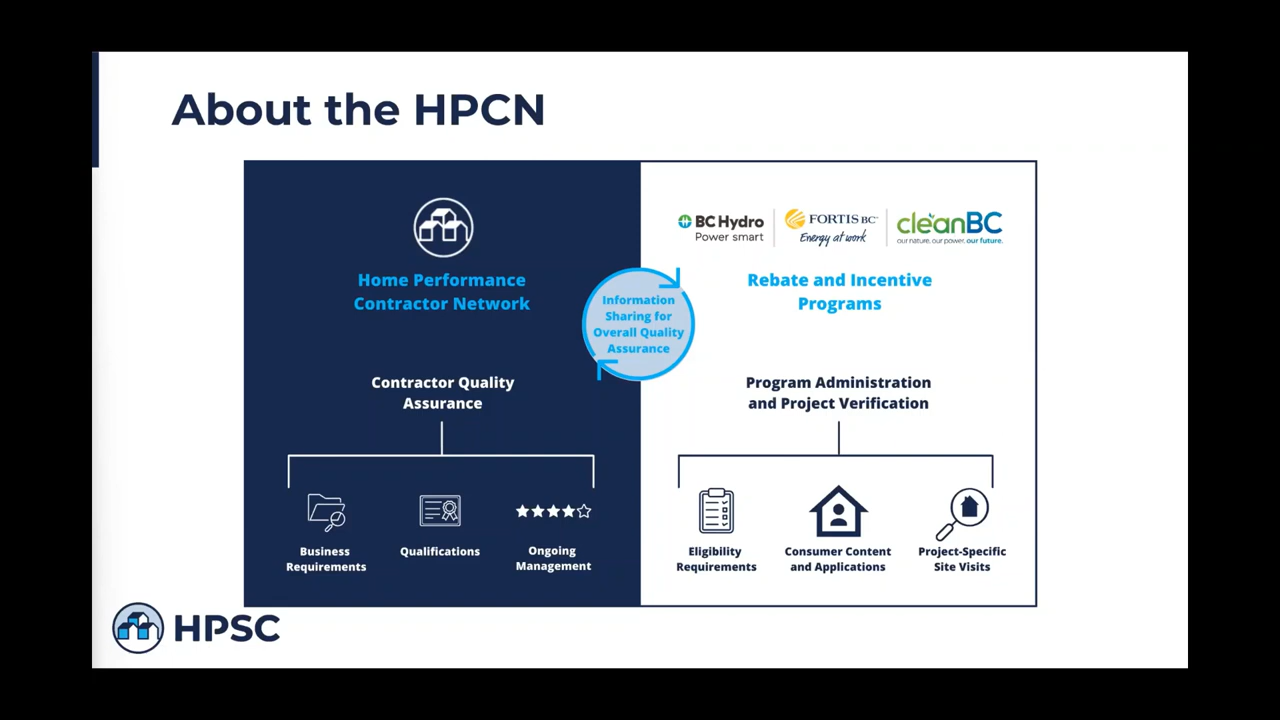 About the HPCN
Home Performance
Contractor Network
Contractor Quality
Assurance
Business
Requirements
Qualifications
Ongoing
Management
Information
Sharing for
Overall Quality
Assurance
BC Hydro
Power smart
FORTIS BC
Energy at work
cleanBC
our nature. our power. our future.
Rebate and Incentive
Programs
Program Administration
and Project Verification
Eligibility
Requirements
Consumer Content
and Applications
Project-Specific
Site Visits
HPSC